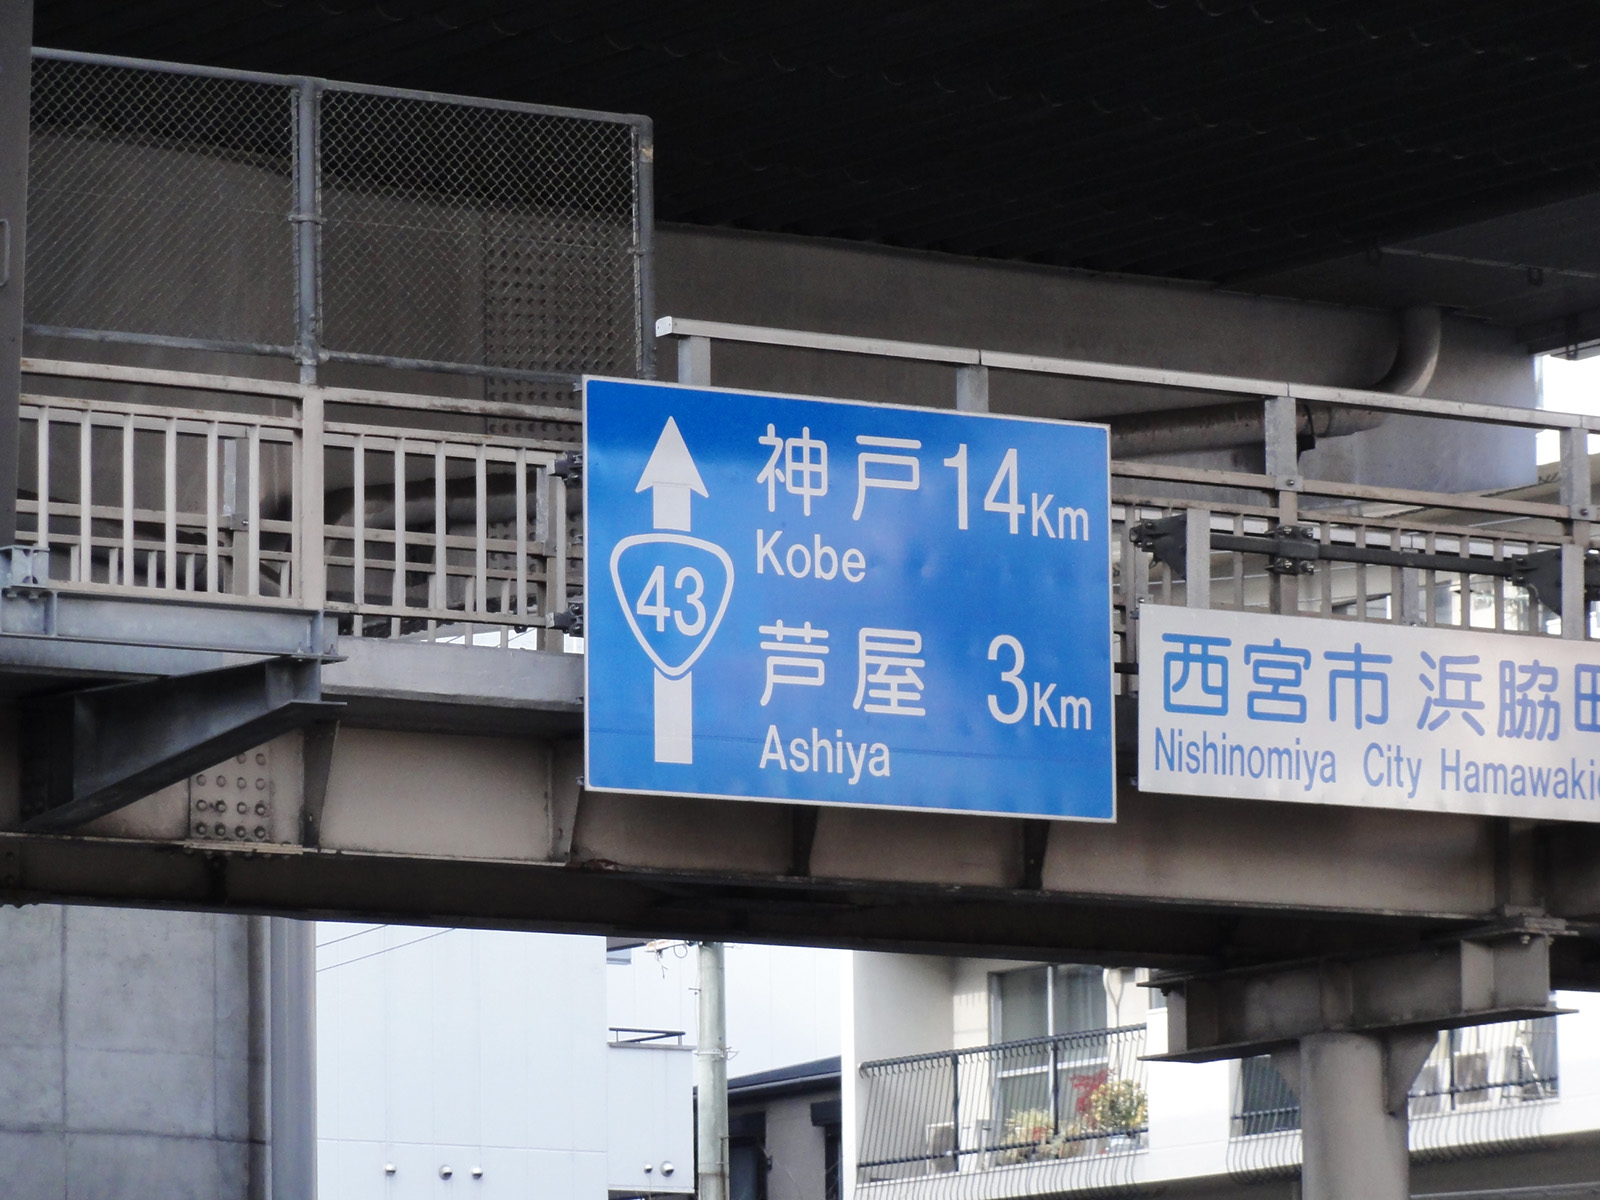 神戸 14Km
Kobe
43
芦屋 3Km
Ashiya
西宮市 浜脇
Nishinomiya City